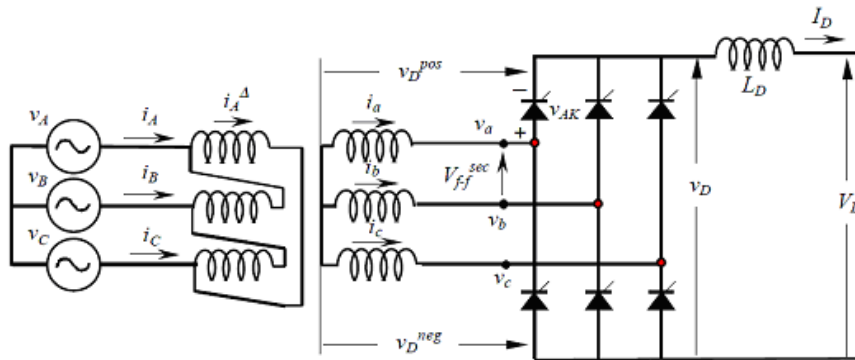 I_D
v_D^pos
L_D
i_A
i_A^Δ
v_A
i_a
v_a
−
v_AK
+
v_B
i_B
i_b
V_f-f^sec
v_b
v_D
v_C
i_C
i_c
v_c
v_D^neg